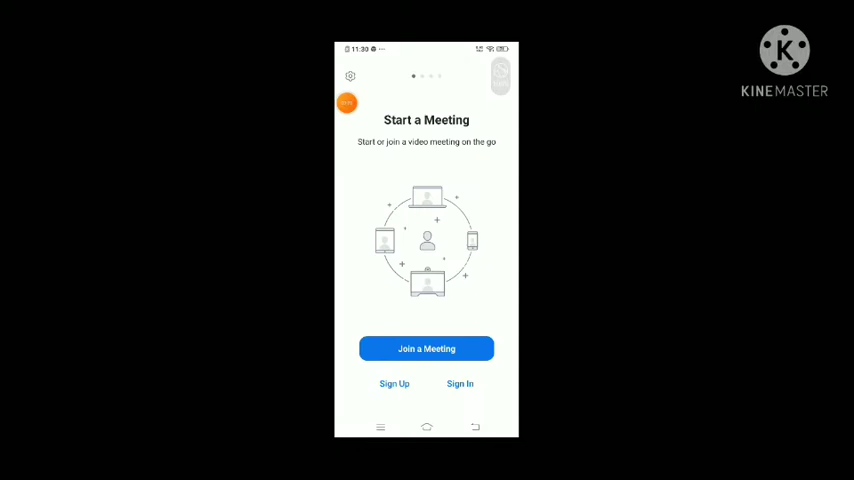 11:30
K
KINEMASTER
Start a Meeting
Start or join a video meeting on the go
Join a Meeting
Sign Up
Sign In